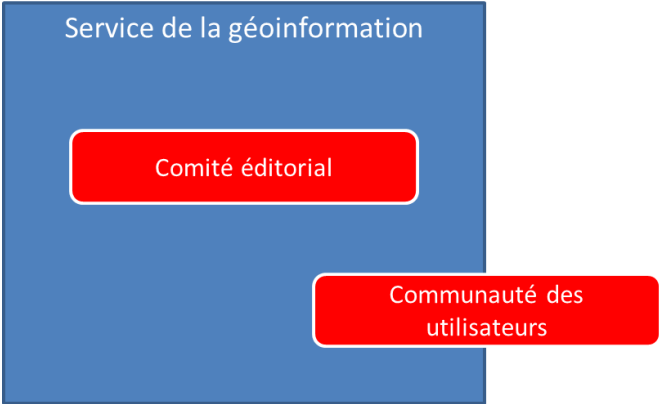 Service de la géoinformation
Comité éditorial
Communauté des
utilisateurs